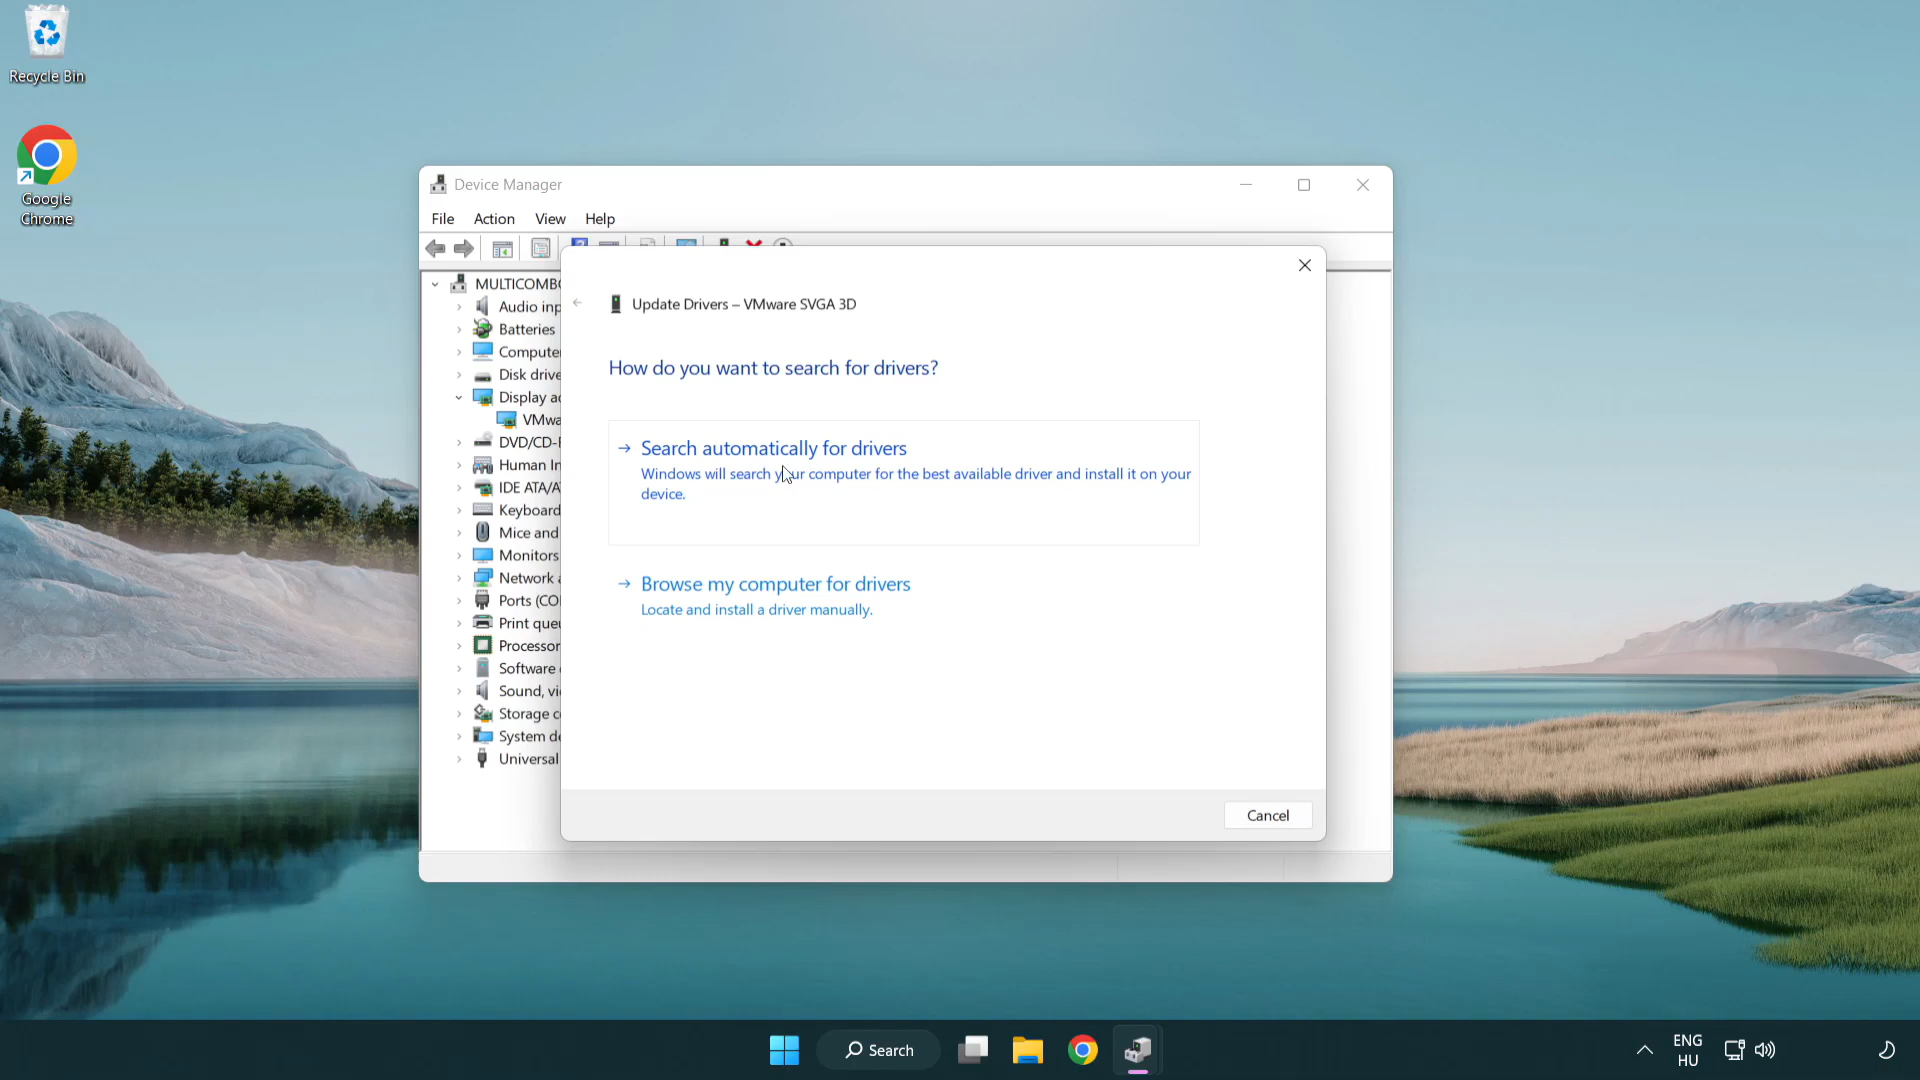 Recycle Bin
Google
Chrome
Device Manager
File Action View Help
MULTICOMBO
Audio inp
Batteries
Compute
Disk drive
Display ad
VMwa
DVD/CD-R
Human In
IDE ATA/AT
Keyboard
Mice and
Monitors
Network a
Ports (CO
Print queu
Processor
Software
Sound, vi
Storage c
System de
Universal
Update Drivers – VMware SVGA 3D
How do you want to search for drivers?
Search automatically for drivers
Windows will search your computer for the best available driver and install it on your
device.
Browse my computer for drivers
Locate and install a driver manually.
Cancel
Search
ENG
HU